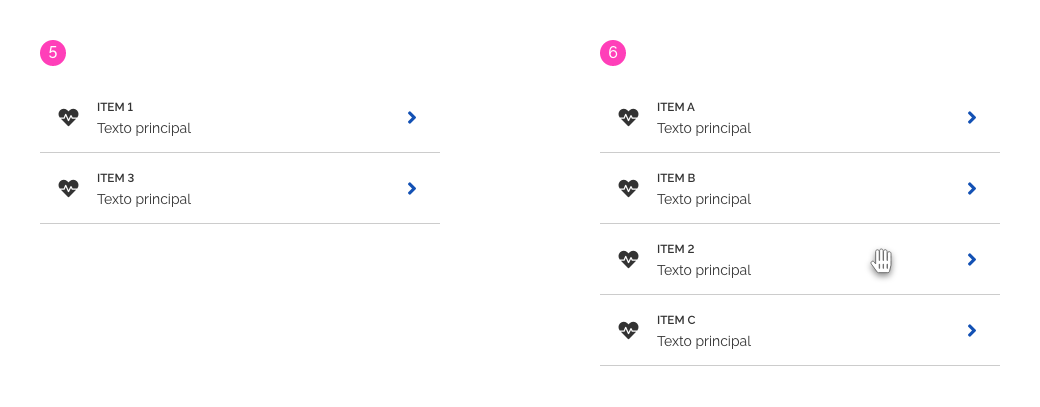 5
ITEM 1
Texto principal
ITEM 3
Texto principal
6
ITEM A
Texto principal
ITEM B
Texto principal
ITEM 2
Texto principal
ITEM C
Texto principal